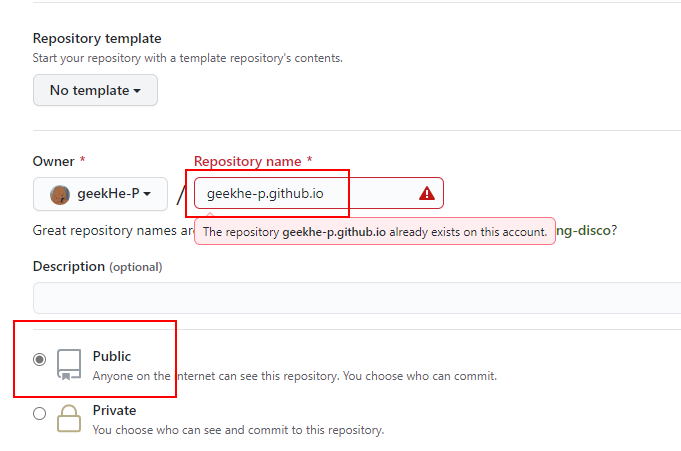 Repository template
Start your repository with a template repository's contents.
No template
Owner * Repository name *
geekHe-P / geekhe-p.github.io
The repository geekhe-p.github.io already exists on this account.
Great repository names are ng-disco?
Description (optional)
Public
Anyone on the internet can see this repository. You choose who can commit.
Private
You choose who can see and commit to this repository.